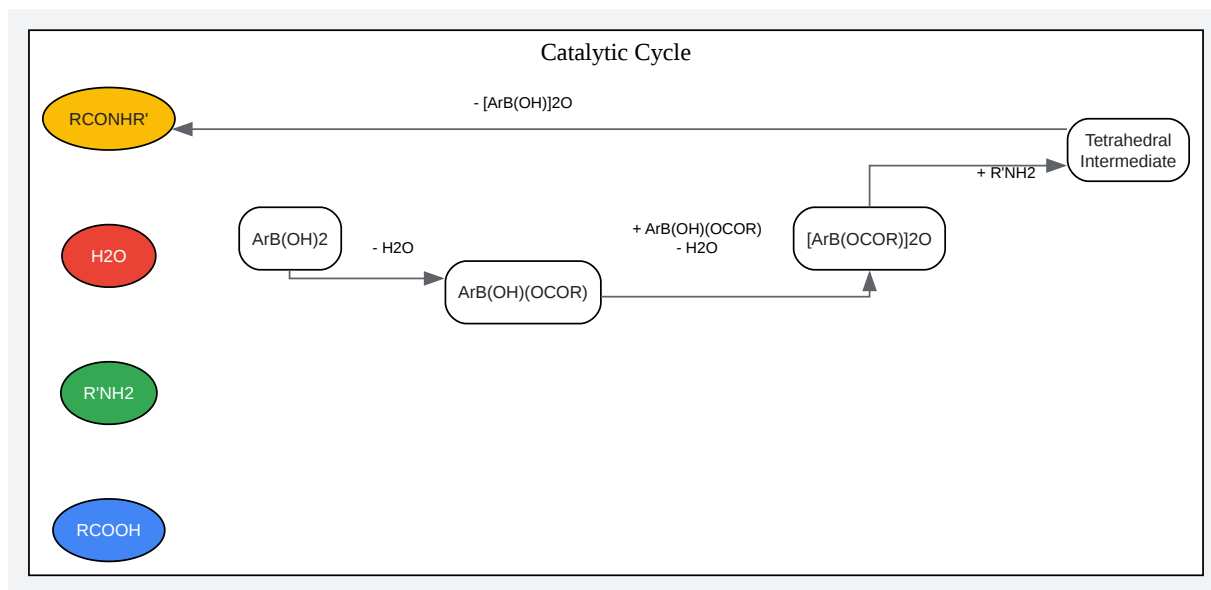 Catalytic Cycle
- [ArB(OH)]2O
RCONHR'
Tetrahedral
Intermediate
+ R'NH2
ArB(OH)2
- H2O
+ ArB(OH)(OCOR)
- H2O
[ArB(OCOR)]2O
H2O
ArB(OH)(OCOR)
R'NH2
RCOOH